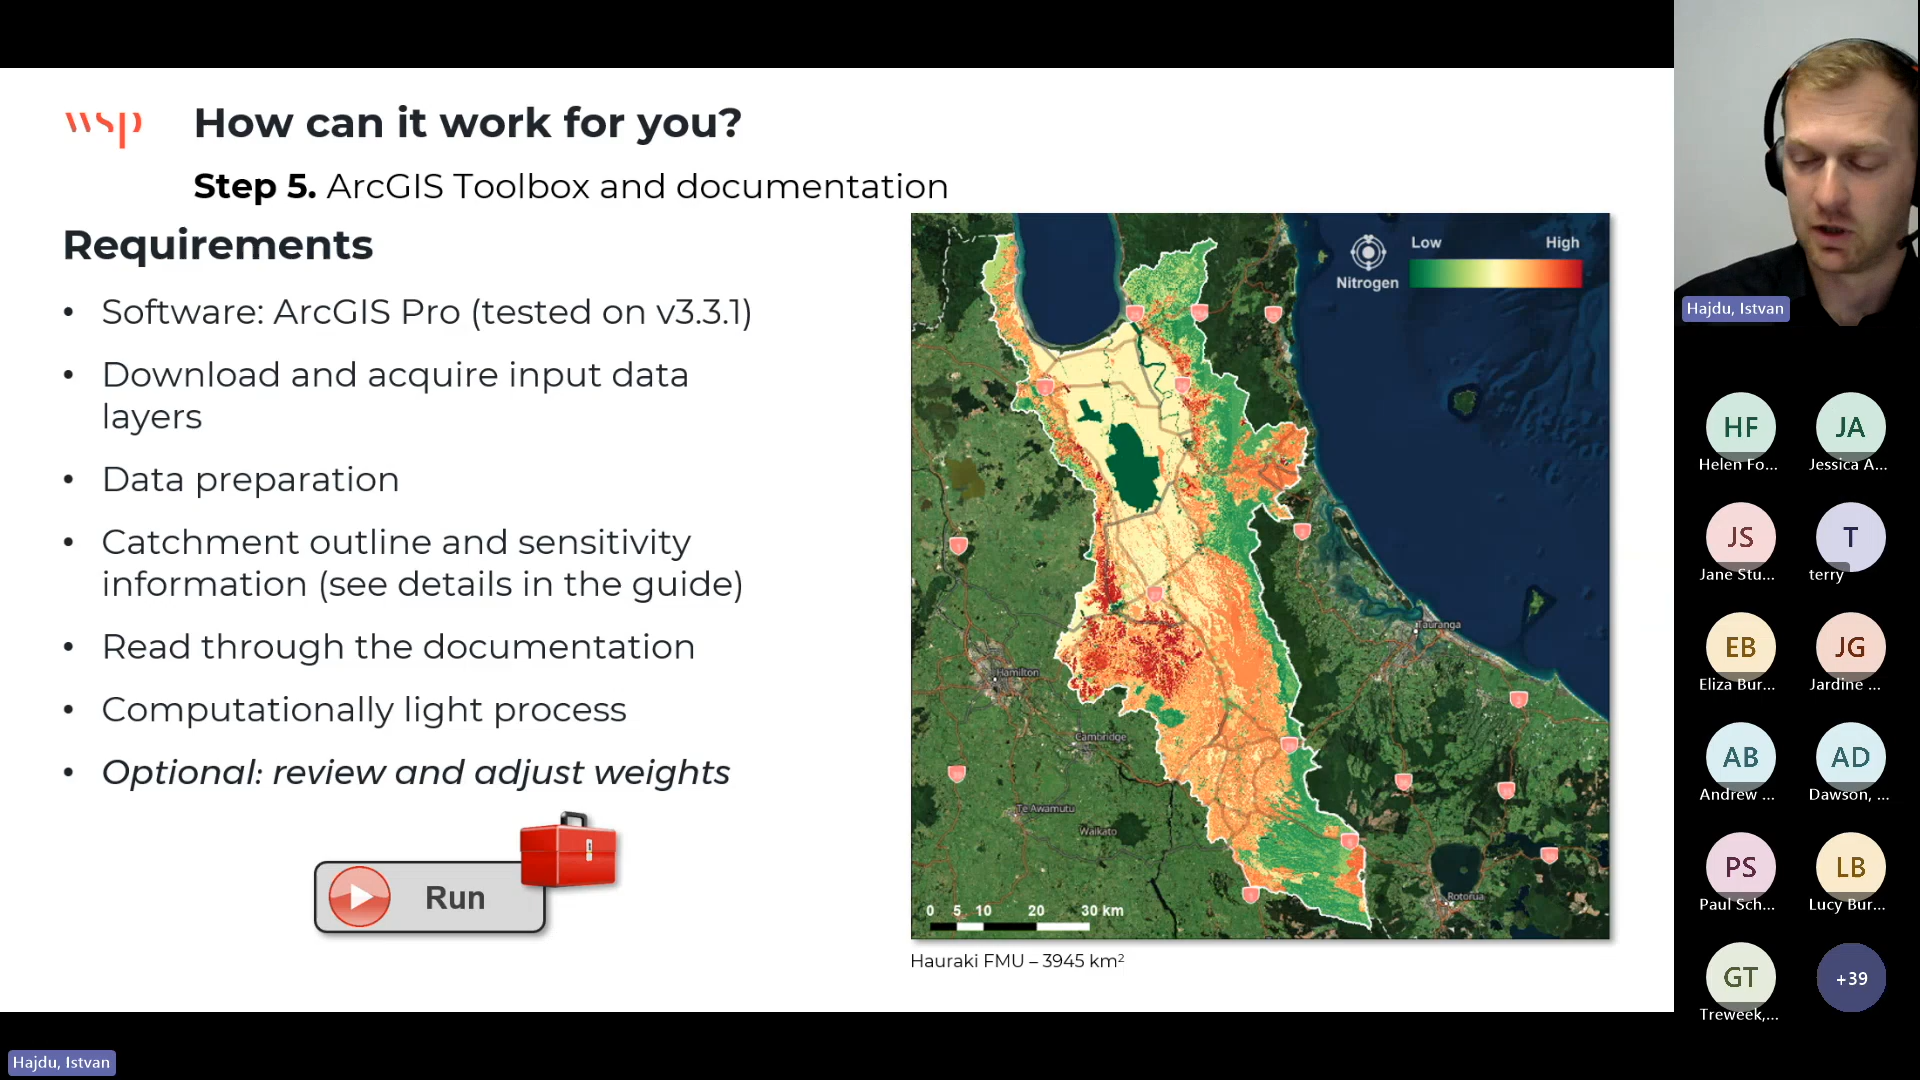 wsp
How can it work for you?
Step 5. ArcGIS Toolbox and documentation
Requirements
• Software: ArcGIS Pro (tested on v3.3.1)
• Download and acquire input data
layers
• Data preparation
• Catchment outline and sensitivity
information (see details in the guide)
• Read through the documentation
• Computationally light process
• Optional: review and adjust weights
Run
Low High
Nitrogen
Tauranga
Hamilton
Cambridge
Te Awamutu
Waikato
Rotorua
0 5 10 20 30 km
Hauraki FMU – 3945 km²
Hajdu, Istvan
HF
Helen Fo...
JA
Jessica A...
JS
Jane Stu...
T
terry
EB
Eliza Bur...
JG
Jardine ...
AB
Andrew ...
AD
Dawson, ...
PS
Paul Sch...
LB
Lucy Bur...
GT
Treweek,...
+39
Hajdu, Istvan